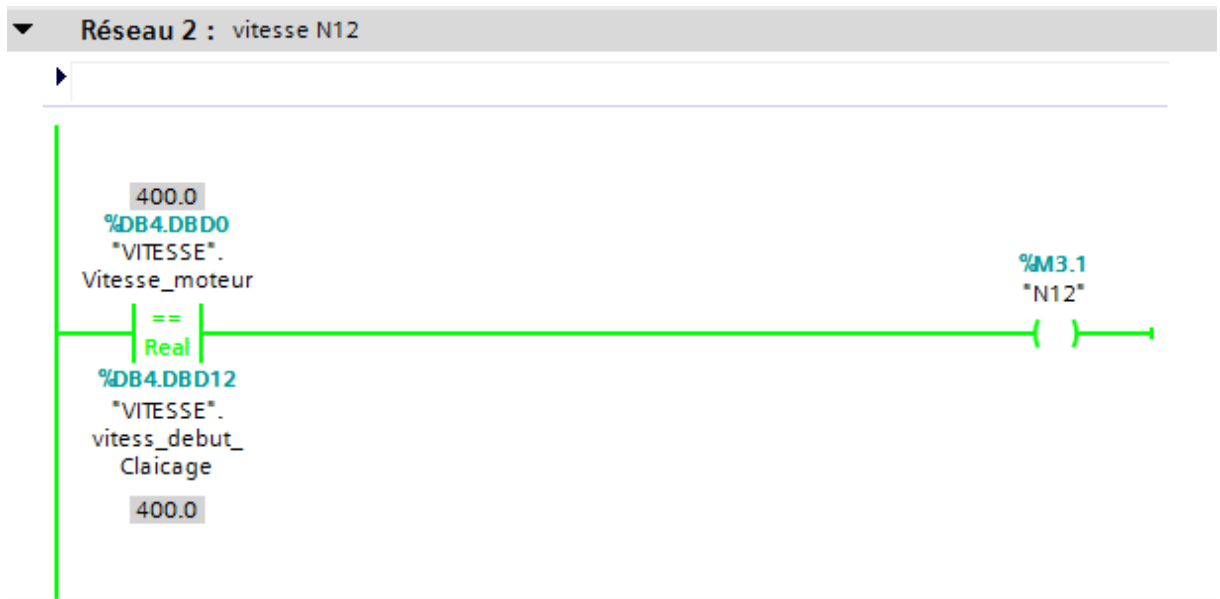 Réseau 2 : vitesse N12
400.0
%DB4.DBD0
"VITESSE".
Vitesse_moteur
==
Real
%DB4.DBD12
"VITESSE".
vitess_debut_
Claicage
400.0
%M3.1
"N12"
( )